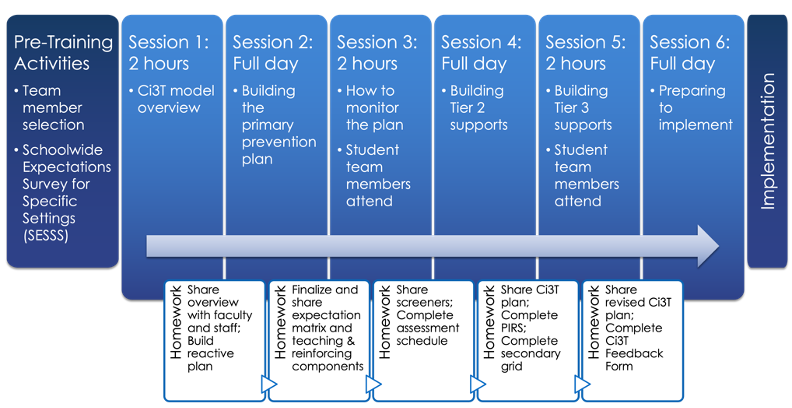 Pre-Training
Activities
• Team
member
selection
• Schoolwide
Expectations
Survey for
Specific
Settings
(SESSS)
Session 1:
2 hours
• Ci3T model
overview
Session 2:
Full day
• Building
the
primary
prevention
plan
Session 3:
2 hours
• How to
monitor
the plan
• Student
team
members
attend
Session 4:
Full day
• Building
Tier 2
supports
Session 5:
2 hours
• Building
Tier 3
supports
• Student
team
members
attend
Session 6:
Full day
• Preparing
to
implement
Implementation
Homework
Share
overview
with faculty
and staff;
Build
reactive
plan
Homework
Finalize and
share
expectation
matrix and
teaching &
reinforcing
components
Homework
Share
screeners;
Complete
assessment
schedule
Homework
Share Ci3T
plan;
Complete
PIRS;
Complete
secondary
grid
Homework
Share
revised Ci3T
plan;
Complete
Ci3T
Feedback
Form